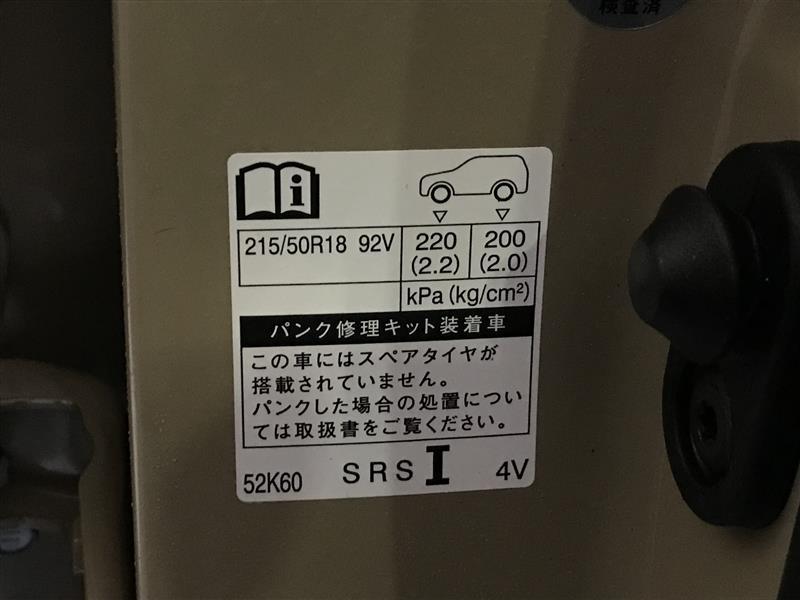 検査済
215/50R18 92V 220 200
(2.2) (2.0)
kPa (kg/cm²)
パンク修理キット装着車
この車にはスペアタイヤが
搭載されていません。
パンクした場合の処置につい
ては取扱書をご覧ください。
52K60 SRS I 4V